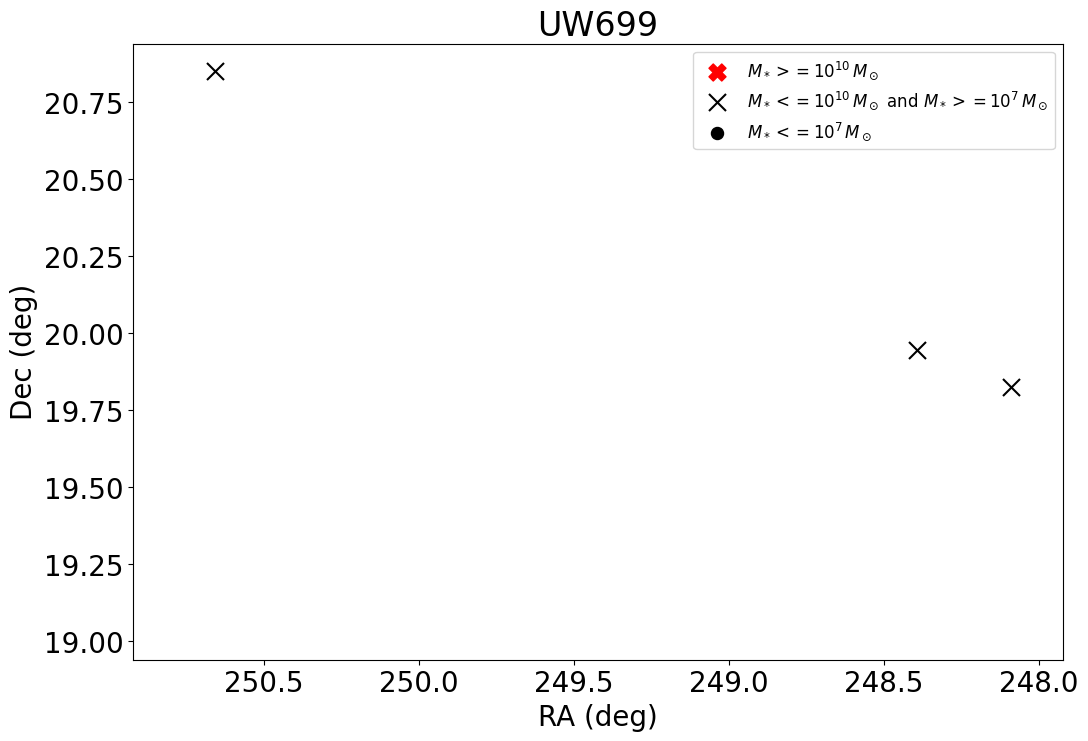 UW699
M* >= 10^10 M⊙
M* <= 10^10 M⊙ and M* >= 10^7 M⊙
M* <= 10^7 M⊙
20.75
20.50
20.25
20.00
19.75
19.50
19.25
19.00
Dec (deg)
250.5 250.0 249.5 249.0 248.5 248.0
RA (deg)